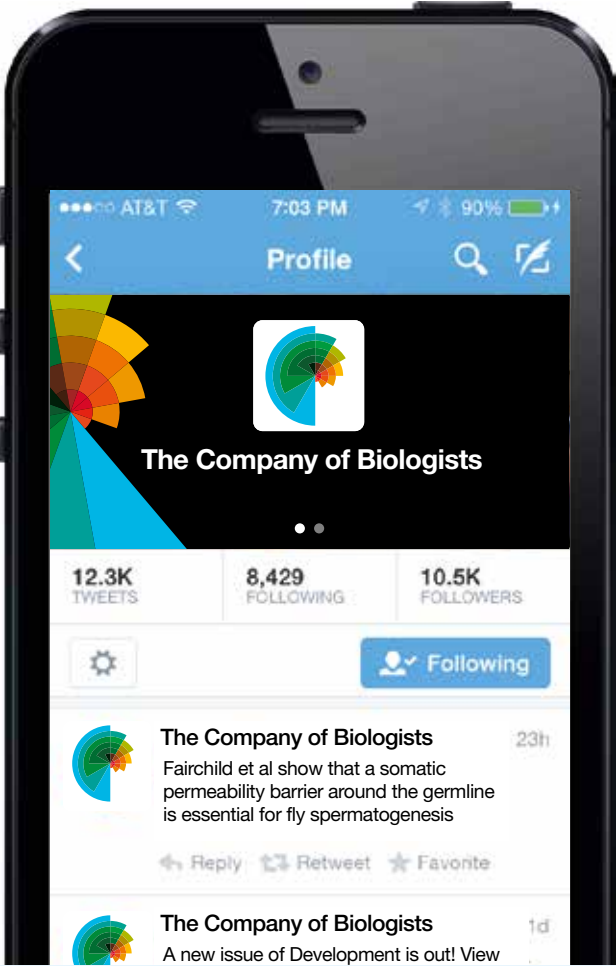 AT&T 7:03 PM 90%
Profile
The Company of Biologists
12.3K 8,429 10.5K
TWEETS FOLLOWING FOLLOWERS
Following
The Company of Biologists 23h
Fairchild et al show that a somatic
permeability barrier around the germline
is essential for fly spermatogenesis
Reply Retweet Favorite
The Company of Biologists 1d
A new issue of Development is out! View